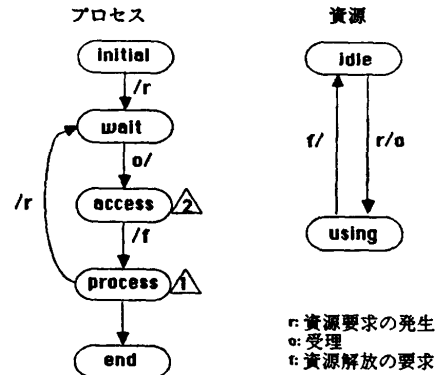 プロセス
initial
/r
wait
o/
/r
access
2
/f
process
1
end
資源
idle
f/
r/o
using
r: 資源要求の発生
o: 受理
f: 資源解放の要求